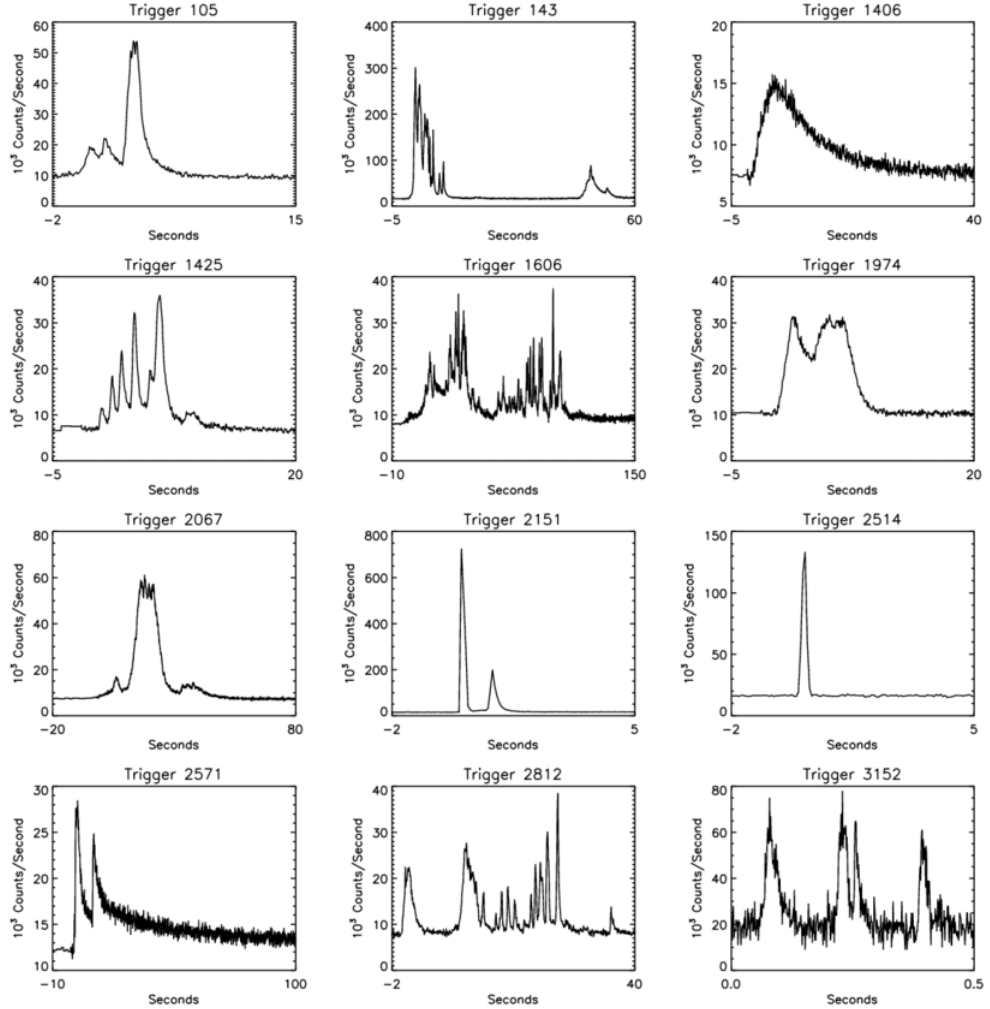 Trigger 105
10³ Counts/Second
60
50
40
30
20
10
0
-2
15
Seconds
Trigger 143
10³ Counts/Second
400
300
200
100
0
-5
60
Seconds
Trigger 1406
10³ Counts/Second
20
15
10
5
-5
40
Seconds
Trigger 1425
10³ Counts/Second
40
30
20
10
0
-5
20
Seconds
Trigger 1606
10³ Counts/Second
40
30
20
10
0
-10
150
Seconds
Trigger 1974
10³ Counts/Second
40
30
20
10
0
-5
20
Seconds
Trigger 2067
10³ Counts/Second
80
60
40
20
0
-20
80
Seconds
Trigger 2151
10³ Counts/Second
800
600
400
200
0
-2
5
Seconds
Trigger 2514
10³ Counts/Second
150
100
50
0
-2
5
Seconds
Trigger 2571
10³ Counts/Second
30
25
20
15
10
-10
100
Seconds
Trigger 2812
10³ Counts/Second
40
30
20
10
0
-2
40
Seconds
Trigger 3152
10³ Counts/Second
80
60
40
20
0
0.0
0.5
Seconds